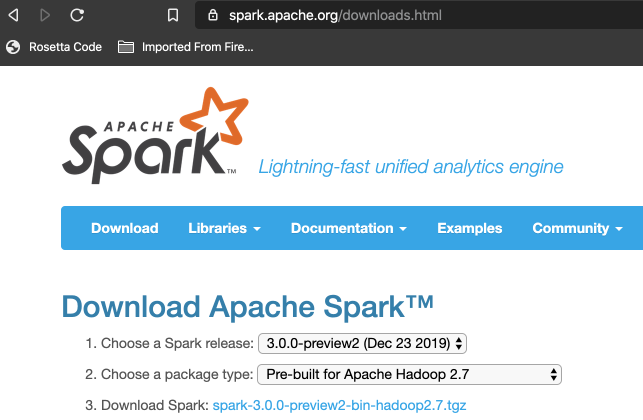 spark.apache.org/downloads.html
Rosetta Code Imported From Fire...
APACHE
Spark™
Lightning-fast unified analytics engine
Download Libraries Documentation Examples Community
Download Apache Spark™
1. Choose a Spark release: 3.0.0-preview2 (Dec 23 2019)
2. Choose a package type: Pre-built for Apache Hadoop 2.7
3. Download Spark: spark-3.0.0-preview2-bin-hadoop2.7.tgz